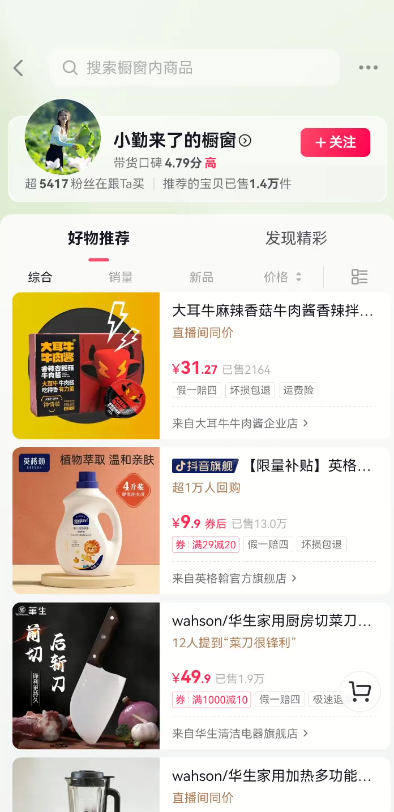 搜索橱窗内商品
小勤来了的橱窗
带货口碑 4.79分 高
+ 关注
超 5417 粉丝在跟Ta买 | 推荐的宝贝已售1.4万件
好物推荐
发现精彩
综合
销量
新品
价格
大耳牛
牛肉酱
大耳牛麻辣香菇牛肉酱香辣拌...
直播间同价
¥31.27 已售2164
假一赔四 坏损包退 运费险
来自大耳牛牛肉酱企业店 >
英格翰
植物萃取 温和亲肤
4斤装
抖音旗舰 【限量补贴】英格...
超1万人回购
¥9.9 券后 已售13.0万
券 满29减20 假一赔四 坏损包退
来自英格翰官方旗舰店 >
华生
前切
后斩刀
wahson/华生家用厨房切菜刀...
12人提到“菜刀很锋利”
¥49.9 已售1.9万
券 满1000减10 假一赔四 极速退
来自华生清洁电器旗舰店 >
wahson/华生家用加热多功能...
直播间同价